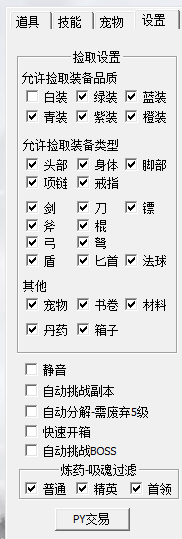 道具 技能 宠物 设置
捡取设置
允许捡取装备品质
白装 绿装 蓝装
青装 紫装 橙装
允许捡取装备类型
头部 身体 脚部
项链 戒指
剑 刀 镖
斧 棍
弓 弩
盾 匕首 法球
其他
宠物 书卷 材料
丹药 箱子
静音
自动挑战副本
自动分解-需废弃5级
快速开箱
自动挑战BOSS
炼药-吸魂过滤
普通 精英 首领
PY交易